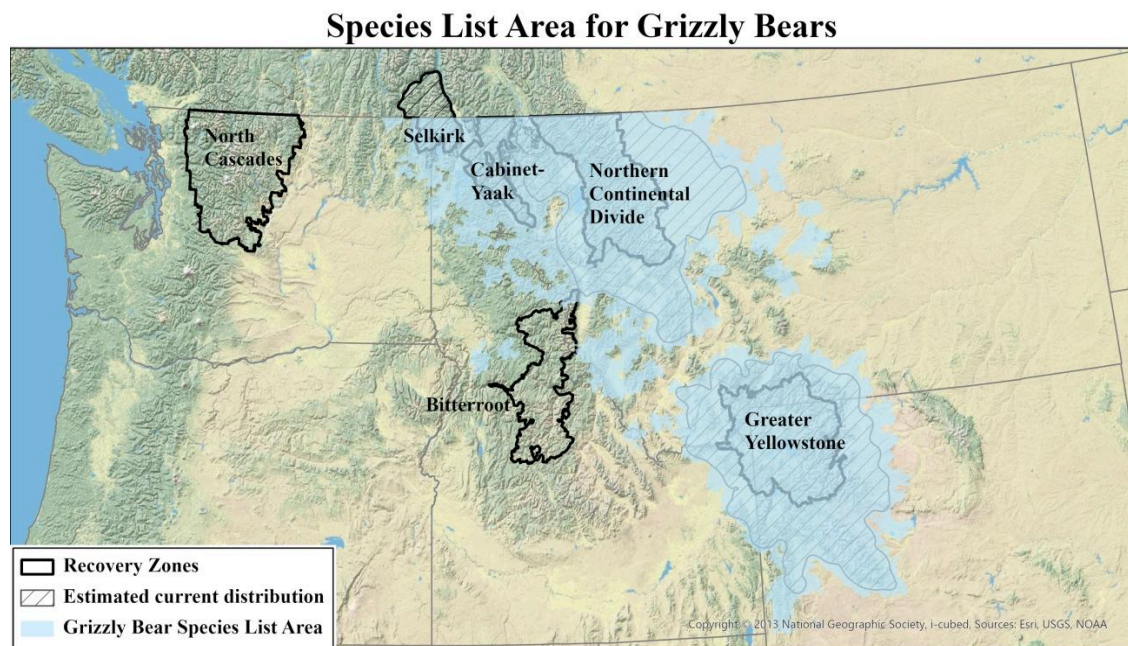 Species List Area for Grizzly Bears
North
Cascades
Selkirk
Cabinet-
Yaak
Northern
Continental
Divide
Bitterroot
Greater
Yellowstone
Recovery Zones
Estimated current distribution
Grizzly Bear Species List Area
Copyright © 2013 National Geographic Society, i-cubed, Sources: Esri, USGS, NOAA